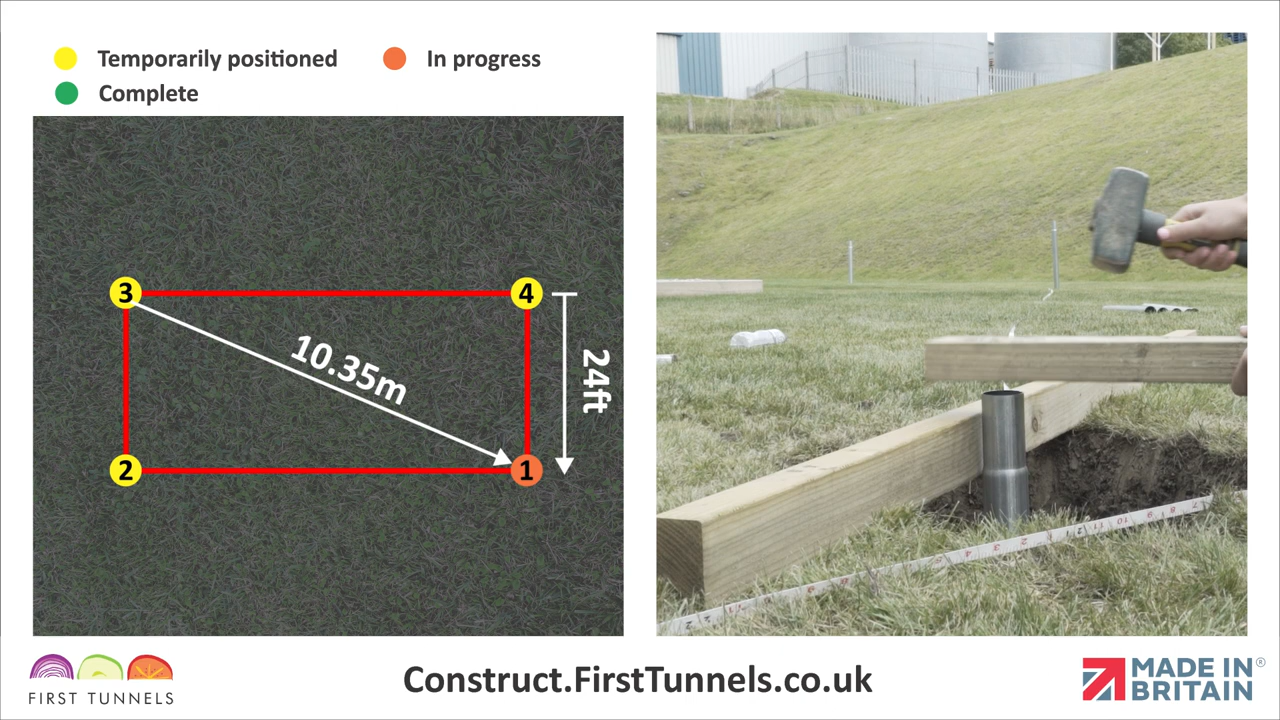 Temporarily positioned
In progress
Complete
3
4
10.35m
24ft
2
1
FIRST TUNNELS
Construct.FirstTunnels.co.uk
MADE IN
BRITAIN®